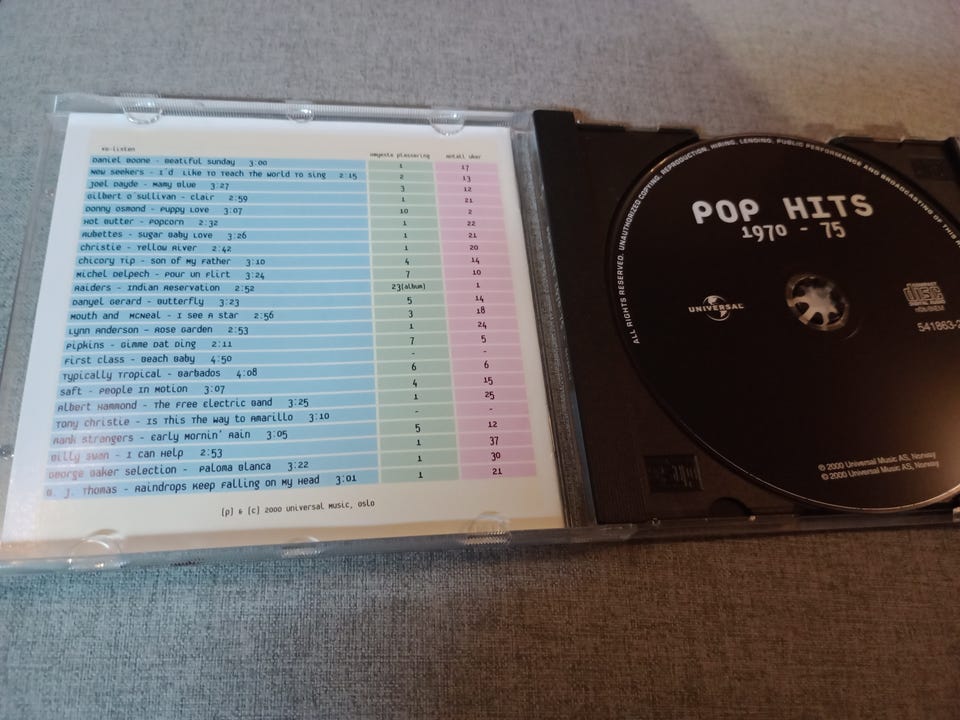 vg-listen høyeste plassering antall uker
Daniel Boone - Beatiful Sunday 3:00 1 17
New Seekers - I'd Like To Teach The World To Sing 2:15 2 13
Joel Dayde - Mamy Blue 3:27 3 12
Gilbert O'Sullivan - Clair 2:59 1 21
Donny Osmond - Puppy Love 3:07 10 2
Hot Butter - Popcorn 2:32 1 22
Rubettes - Sugar Baby Love 3:26 1 21
Christie - Yellow River 2:42 1 20
Chicory Tip - Son of My Father 3:10 4 14
Michel Delpech - Pour Un Flirt 3:24 7 10
Raiders - Indian Reservation 2:52 23(album) 1
Danyel Gerard - Butterfly 3:23 5 14
Mouth and McNeal - I See A Star 2:56 3 18
Lynn Anderson - Rose Garden 2:53 1 24
Pipkins - Gimme Dat Ding 2:11 7 5
First Class - Beach Baby 4:50 - -
Typically Tropical - Barbados 4:08 6 6
Saft - People In Motion 3:07 4 15
Albert Hammond - The Free Electric Band 3:25 1 25
Tony Christie - Is This The Way to Amarillo 3:10 - -
Hank Strangers - Early Mornin' Rain 3:05 5 12
Billy Swan - I Can Help 2:53 1 37
George Baker Selection - Paloma Blanca 3:22 1 30
B. J. Thomas - Raindrops Keep Falling On My Head 3:01 1 21
(p) & (c) 2000 Universal Music, Oslo
ALL RIGHTS RESERVED. UNAUTHORIZED COPYING, REPRODUCTION, HIRING, LENDING, PUBLIC PERFORMANCE AND BROADCASTING OF THIS
POP HITS
1970 - 75
UNIVERSAL
COMPACT
disc
DIGITAL AUDIO
n©b/BIEM
541863-2
℗ 2000 Universal Music AS, Norway
© 2000 Universal Music AS, Norway